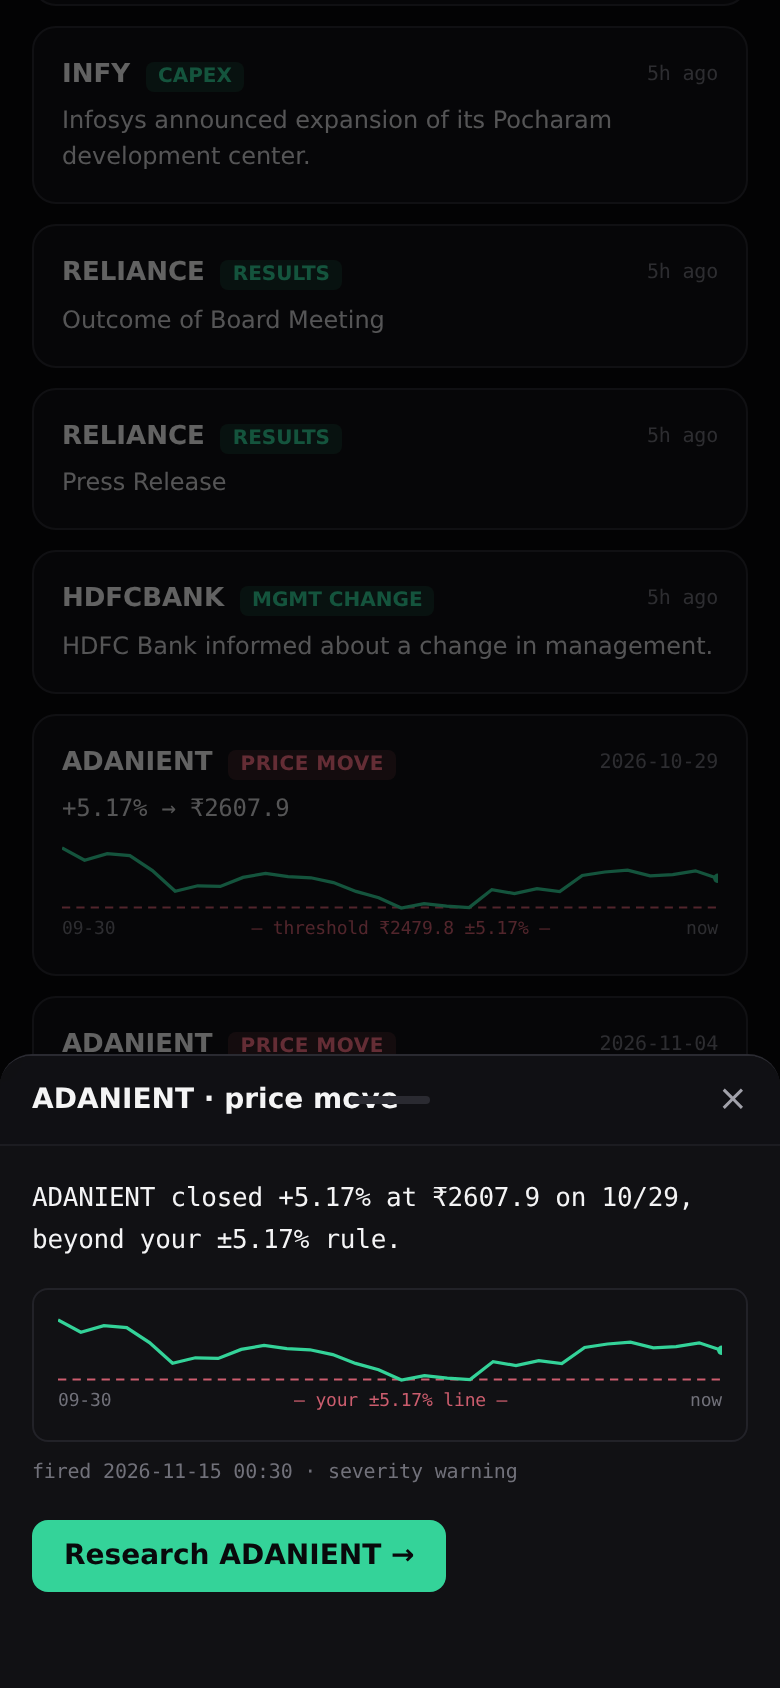 INFY CAPEX 5h ago
Infosys announced expansion of its Pocharam
development center.
RELIANCE RESULTS 5h ago
Outcome of Board Meeting
RELIANCE RESULTS 5h ago
Press Release
HDFCBANK MGMT CHANGE 5h ago
HDFC Bank informed about a change in management.
ADANIENT PRICE MOVE 2026-10-29
+5.17% → ₹2607.9
09-30 — threshold ₹2479.8 ±5.17% — now
ADANIENT PRICE MOVE 2026-11-04
ADANIENT · price move ×
ADANIENT closed +5.17% at ₹2607.9 on 10/29,
beyond your ±5.17% rule.
09-30 — your ±5.17% line — now
fired 2026-11-15 00:30 · severity warning
Research ADANIENT →